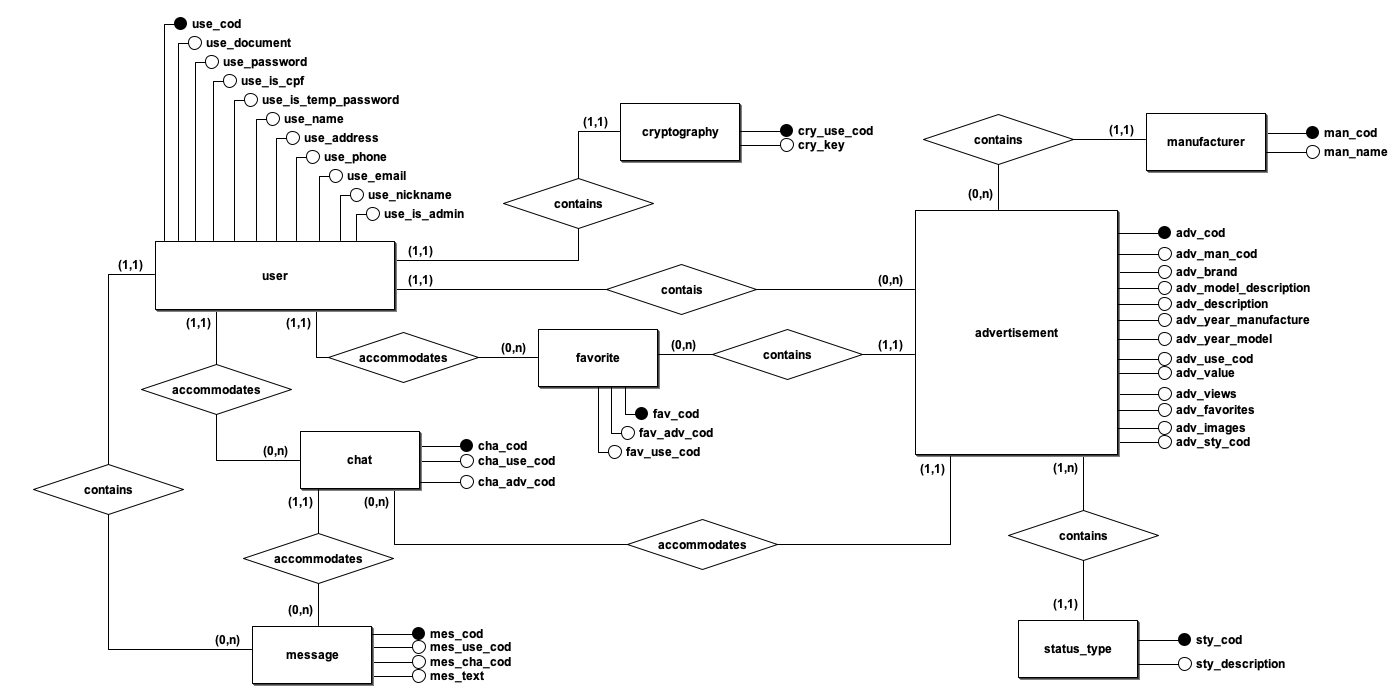 use_cod
use_document
use_password
use_is_cpf
use_is_temp_password
use_name
use_address
use_phone
use_email
use_nickname
use_is_admin
(1,1)
cryptography
cry_use_cod
cry_key
contains
(1,1)
manufacturer
man_cod
man_name
contains
(0,n)
(1,1)
user
(1,1)
(1,1)
contais
(0,n)
adv_cod
adv_man_cod
adv_brand
adv_model_description
adv_description
adv_year_manufacture
adv_year_model
adv_use_cod
adv_value
adv_views
adv_favorites
adv_images
adv_sty_cod
advertisement
(1,1)
(1,1)
accommodates
(0,n)
favorite
(0,n)
contains
(1,1)
fav_cod
fav_adv_cod
fav_use_cod
accommodates
(0,n)
chat
cha_cod
cha_use_cod
cha_adv_cod
(1,1)
(0,n)
(1,1)
(1,n)
contains
accommodates
accommodates
contains
(0,n)
(0,n)
message
mes_cod
mes_use_cod
mes_cha_cod
mes_text
(1,1)
status_type
sty_cod
sty_description